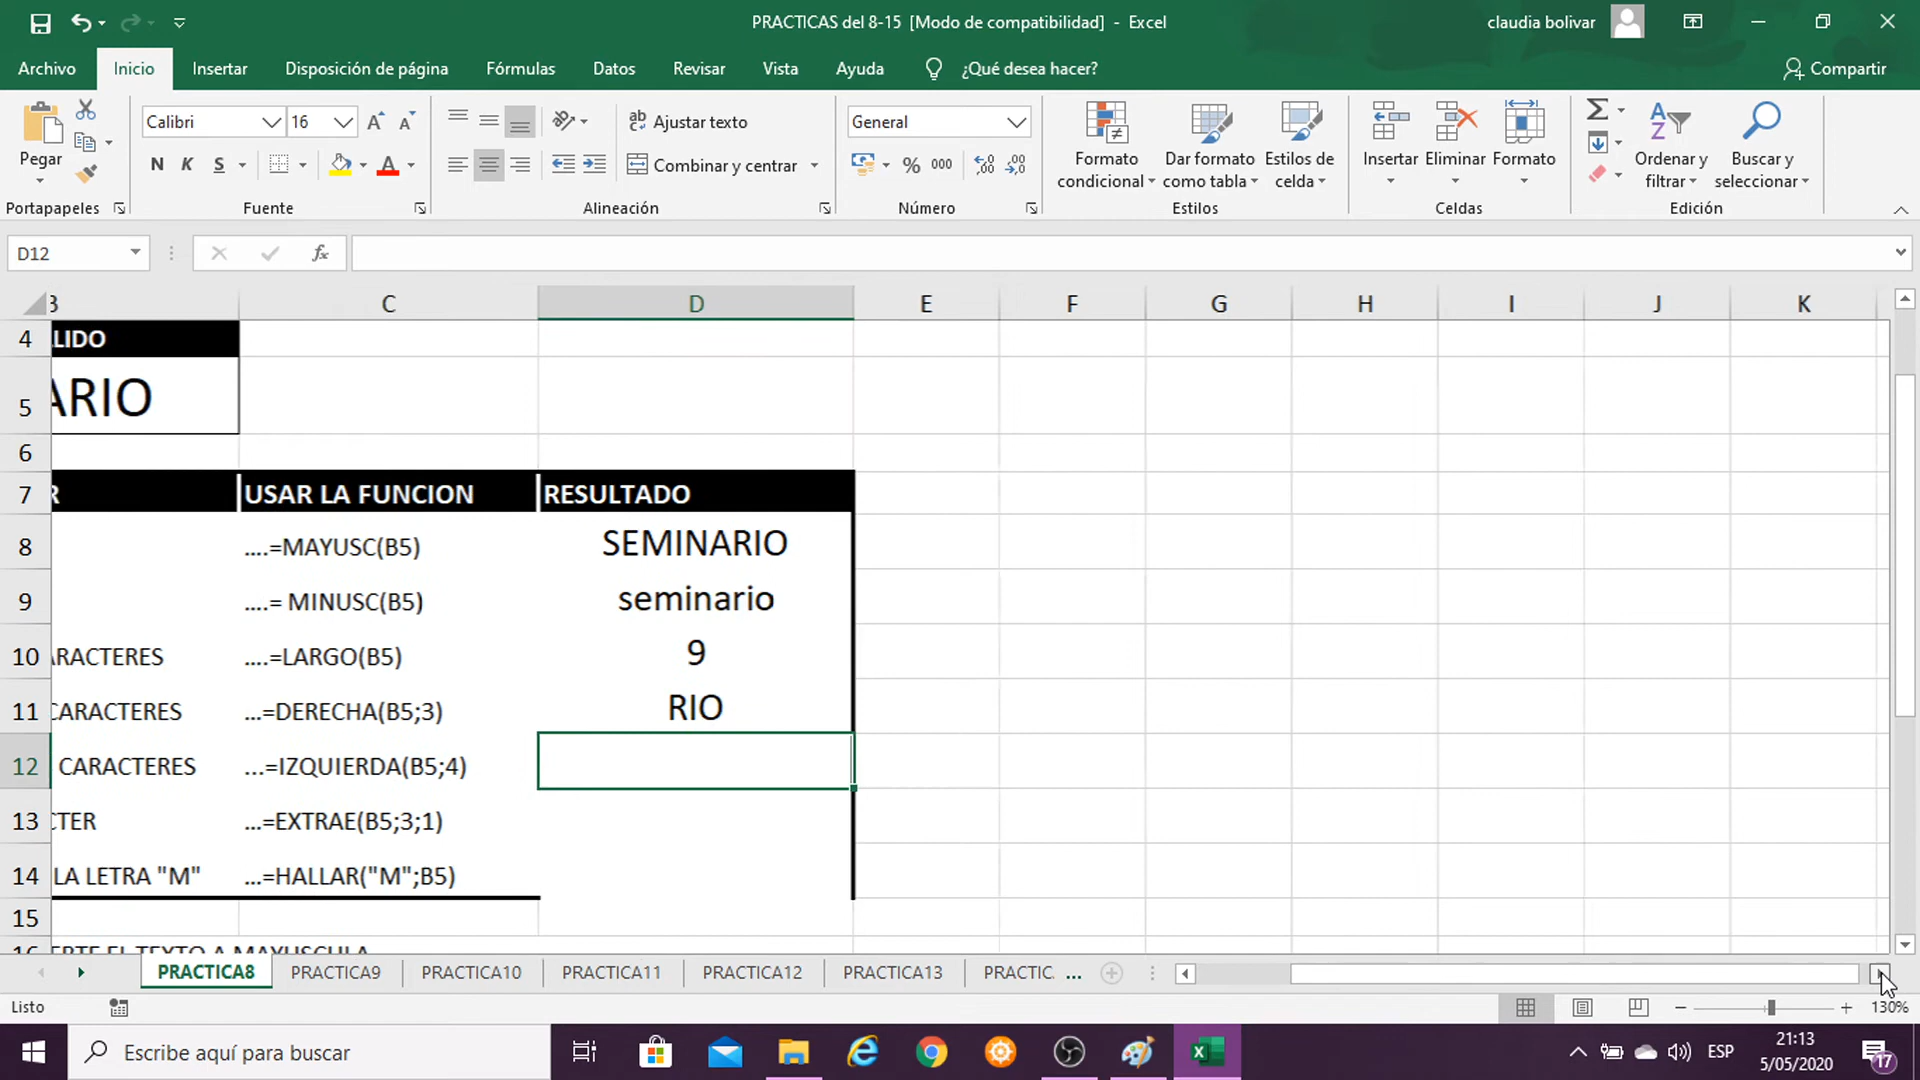 PRACTICAS del 8-15 [Modo de compatibilidad] - Excel
claudia bolivar
Archivo Inicio Insertar Disposición de página Fórmulas Datos Revisar Vista Ayuda ¿Qué desea hacer? Compartir
Pegar
Calibri 16
N K S
A A
Ajustar texto
Combinar y centrar
General
% 000
Formato condicional
Dar formato como tabla
Estilos de celda
Insertar Eliminar Formato
Ordenar y filtrar
Buscar y seleccionar
Portapapeles Fuente Alineación Número Estilos Celdas Edición
D12 fx
B C D E F G H I J K
4 LIDO
5 ARIO
6
7 R USAR LA FUNCION RESULTADO
8 ....=MAYUSC(B5) SEMINARIO
9 ....= MINUSC(B5) seminario
10 ARACTERES ....=LARGO(B5) 9
11 CARACTERES ...=DERECHA(B5;3) RIO
12 CARACTERES ...=IZQUIERDA(B5;4)
13 CTER ...=EXTRAE(B5;3;1)
14 LA LETRA "M" ...=HALLAR("M";B5)
15
16 ERTE EL TEXTO A MAYUSCULA
PRACTICA8 PRACTICA9 PRACTICA10 PRACTICA11 PRACTICA12 PRACTICA13 PRACTIC. ...
Listo 130%
Escribe aquí para buscar
ESP
21:13
5/05/2020
17